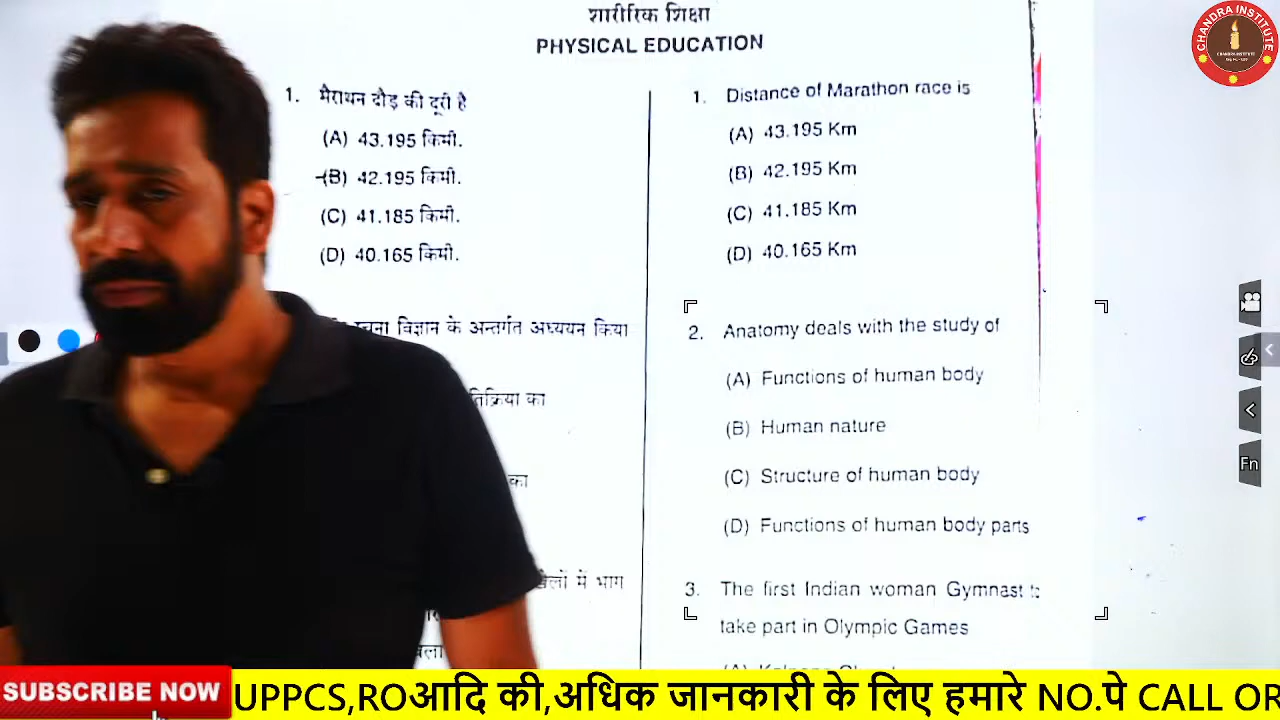 शारीरिक शिक्षा
PHYSICAL EDUCATION
CHANDRA INSTITUTE
1. मैराथन दौड़ की दूरी है
(A) 43.195 किमी.
(B) 42.195 किमी.
(C) 41.185 किमी.
(D) 40.165 किमी.
विज्ञान के अन्तर्गत अध्ययन किया
का
का
में भाग
1. Distance of Marathon race is
(A) 43.195 Km
(B) 42.195 Km
(C) 41.185 Km
(D) 40.165 Km
2. Anatomy deals with the study of
(A) Functions of human body
(B) Human nature
(C) Structure of human body
(D) Functions of human body parts
3. The first Indian woman Gymnast
take part in Olympic Games
Fn
SUBSCRIBE NOW
UPPCS,ROआदि की,अधिक जानकारी के लिए हमारे NO.पे CALL OR